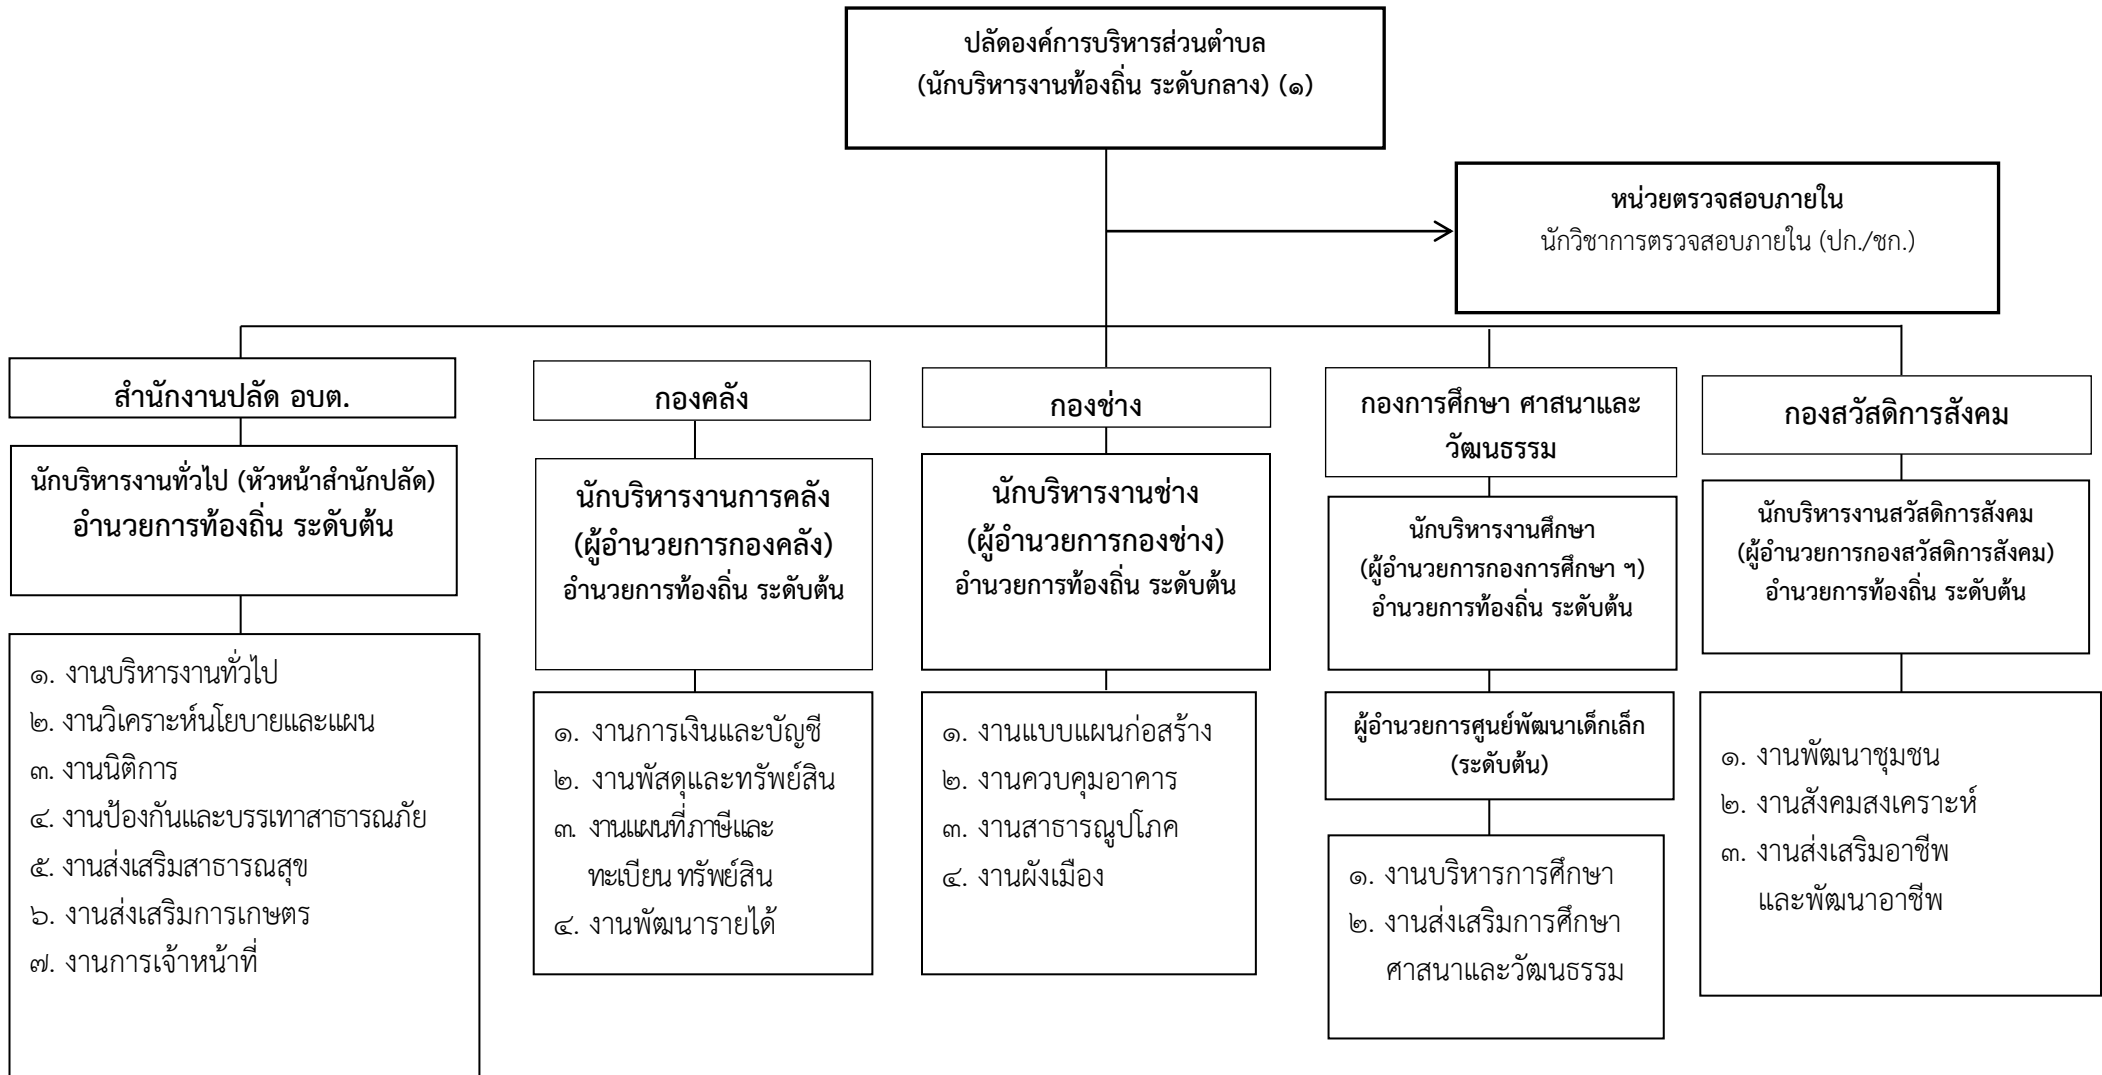 ปลัดองค์การบริหารส่วนตำบล
(นักบริหารงานท้องถิ่น ระดับกลาง) (๑)
หน่วยตรวจสอบภายใน
นักวิชาการตรวจสอบภายใน (ปก./ชก.)
สำนักงานปลัด อบต.
นักบริหารงานทั่วไป (หัวหน้าสำนักปลัด)
อำนวยการท้องถิ่น ระดับต้น
๑. งานบริหารงานทั่วไป
๒. งานวิเคราะห์นโยบายและแผน
๓. งานนิติการ
๔. งานป้องกันและบรรเทาสาธารณภัย
๕. งานส่งเสริมสาธารณสุข
๖. งานส่งเสริมการเกษตร
๗. งานการเจ้าหน้าที่
กองคลัง
นักบริหารงานการคลัง
(ผู้อำนวยการกองคลัง)
อำนวยการท้องถิ่น ระดับต้น
๑. งานการเงินและบัญชี
๒. งานพัสดุและทรัพย์สิน
๓. งานแผนที่ภาษีและ
ทะเบียน ทรัพย์สิน
๔. งานพัฒนารายได้
กองช่าง
นักบริหารงานช่าง
(ผู้อำนวยการกองช่าง)
อำนวยการท้องถิ่น ระดับต้น
๑. งานแบบแผนก่อสร้าง
๒. งานควบคุมอาคาร
๓. งานสาธารณูปโภค
๔. งานผังเมือง
กองการศึกษา ศาสนาและ
วัฒนธรรม
นักบริหารงานศึกษา
(ผู้อำนวยการกองการศึกษา ฯ)
อำนวยการท้องถิ่น ระดับต้น
ผู้อำนวยการศูนย์พัฒนาเด็กเล็ก
(ระดับต้น)
๑. งานบริหารการศึกษา
๒. งานส่งเสริมการศึกษา
ศาสนาและวัฒนธรรม
กองสวัสดิการสังคม
นักบริหารงานสวัสดิการสังคม
(ผู้อำนวยการกองสวัสดิการสังคม)
อำนวยการท้องถิ่น ระดับต้น
๑. งานพัฒนาชุมชน
๒. งานสังคมสงเคราะห์
๓. งานส่งเสริมอาชีพ
และพัฒนาอาชีพ